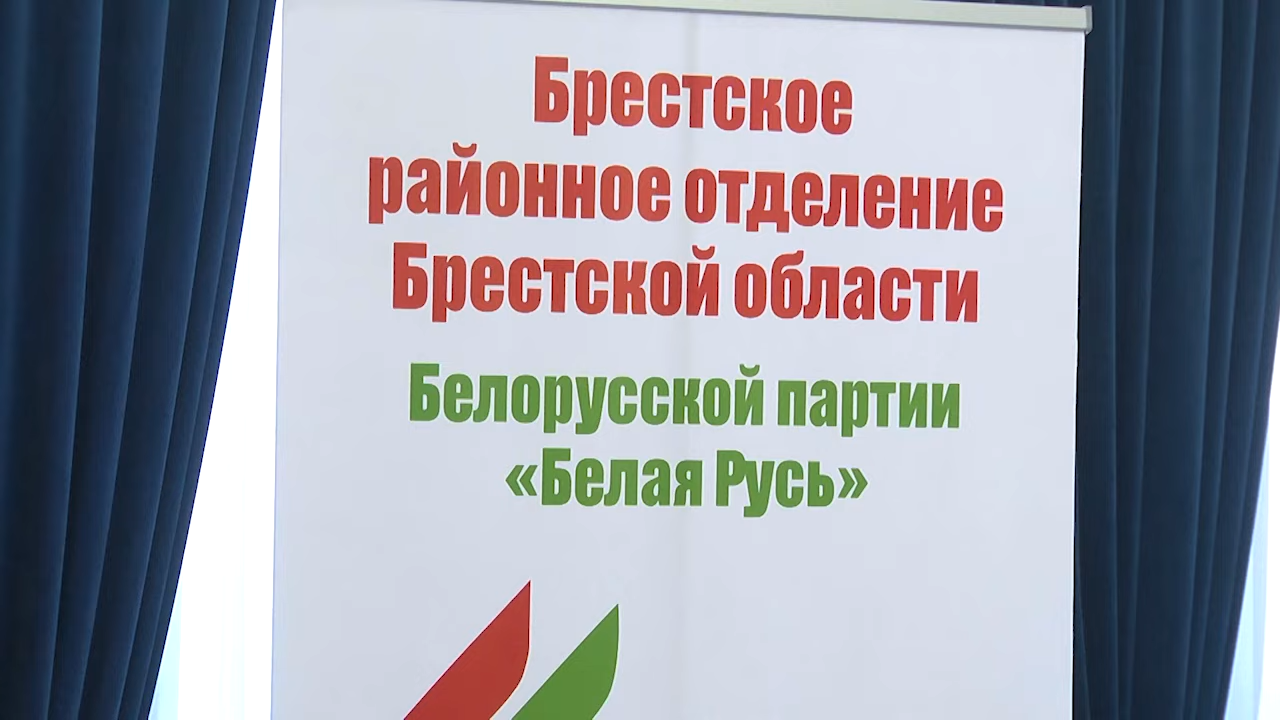 Брестское
районное отделение
Брестской области
Белорусской партии
«Белая Русь»